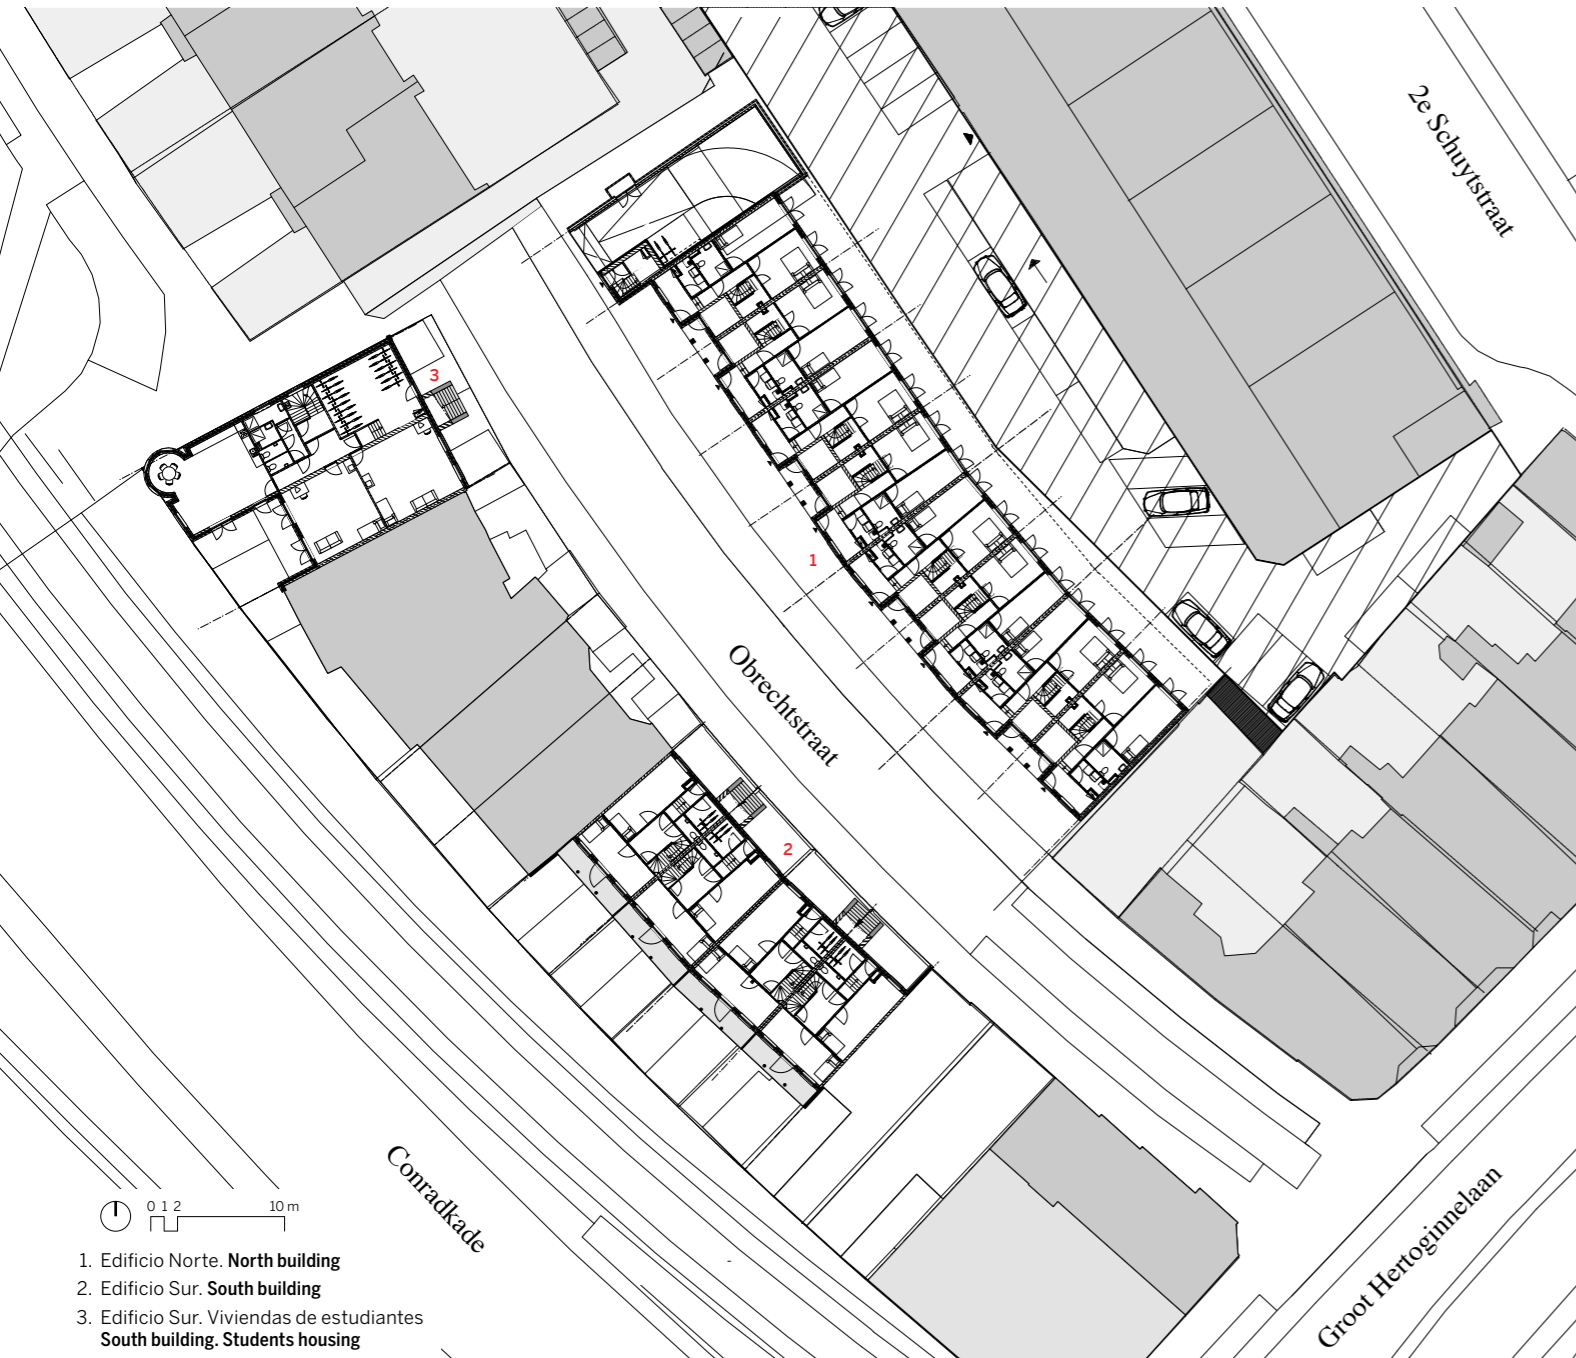 2e Schuytstraat
3
1
Obrechtstraat
2
Conradkade
Groot Hertoginnelaan
0 1 2 10 m
1. Edificio Norte. North building
2. Edificio Sur. South building
3. Edificio Sur. Viviendas de estudiantes
South building. Students housing